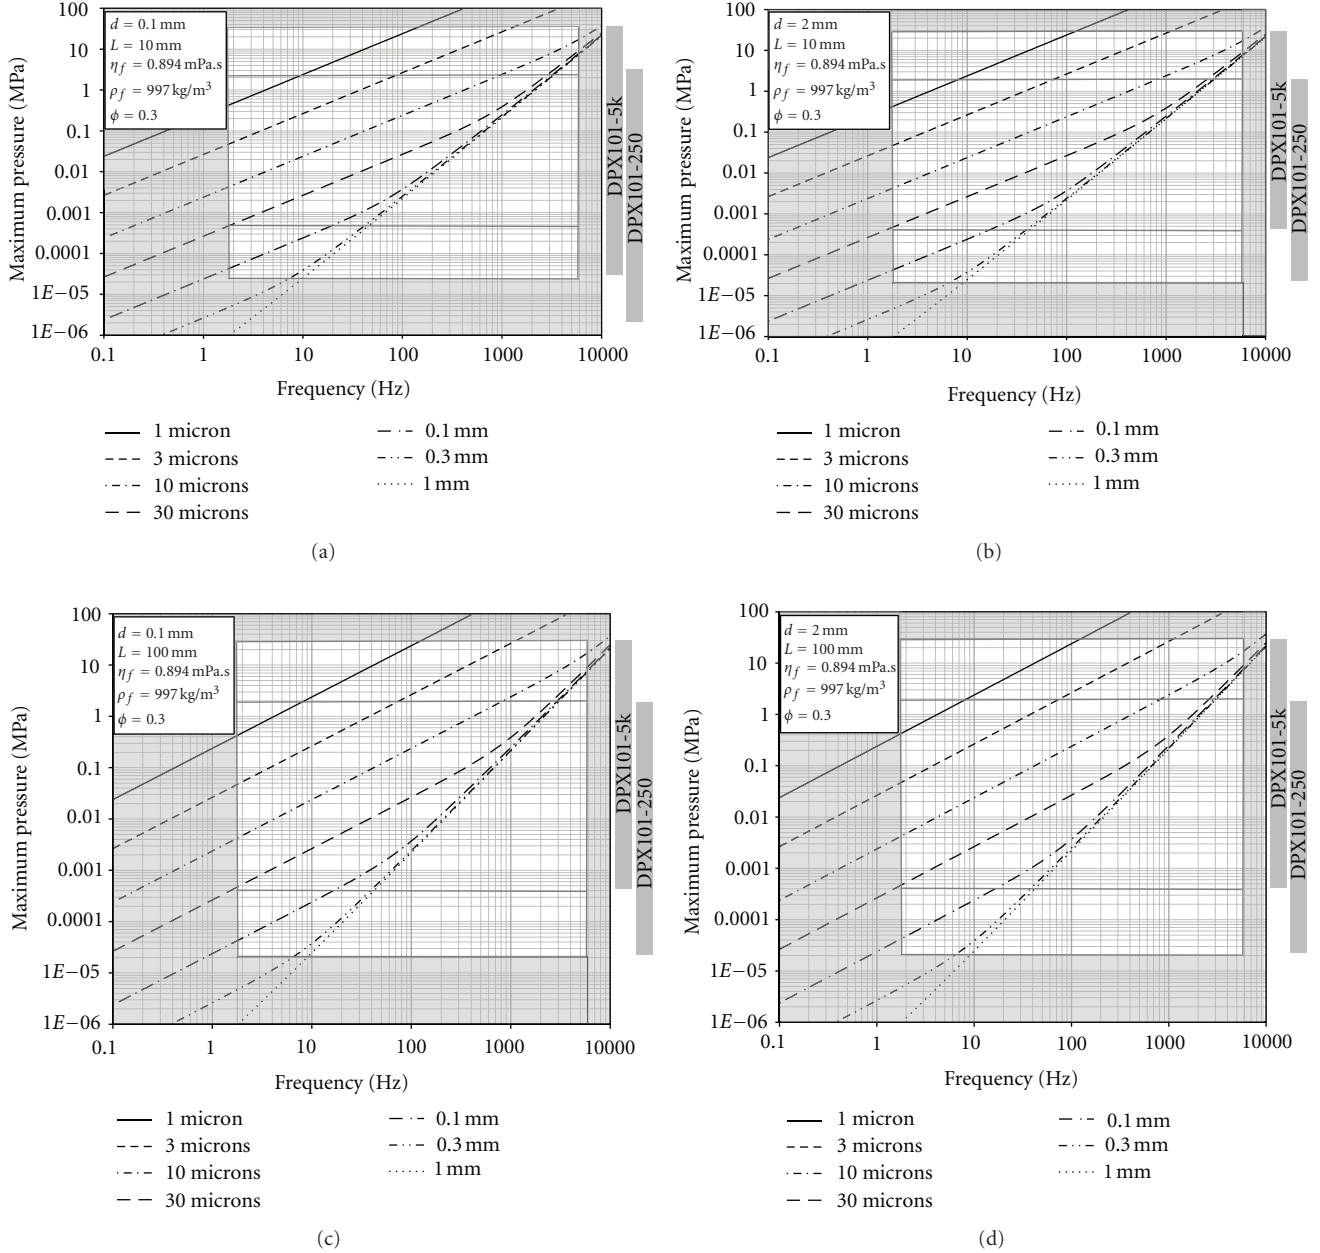 Maximum pressure (MPa)
100
10
1
0.1
0.01
0.001
0.0001
1E−05
1E−06
d = 0.1 mm
L = 10 mm
ηf = 0.894 mPa.s
ρf = 997 kg/m³
ϕ = 0.3
DPX101-5k
DPX101-250
0.1 1 10 100 1000 10000
Frequency (Hz)
1 micron
3 microns
10 microns
30 microns
0.1 mm
0.3 mm
1 mm
(a)
Maximum pressure (MPa)
100
10
1
0.1
0.01
0.001
0.0001
1E−05
1E−06
d = 2 mm
L = 10 mm
ηf = 0.894 mPa.s
ρf = 997 kg/m³
ϕ = 0.3
DPX101-5k
DPX101-250
0.1 1 10 100 1000 10000
Frequency (Hz)
1 micron
3 microns
10 microns
30 microns
0.1 mm
0.3 mm
1 mm
(b)
Maximum pressure (MPa)
100
10
1
0.1
0.01
0.001
0.0001
1E−05
1E−06
d = 0.1 mm
L = 100 mm
ηf = 0.894 mPa.s
ρf = 997 kg/m³
ϕ = 0.3
DPX101-5k
DPX101-250
0.1 1 10 100 1000 10000
Frequency (Hz)
1 micron
3 microns
10 microns
30 microns
0.1 mm
0.3 mm
1 mm
(c)
Maximum pressure (MPa)
100
10
1
0.1
0.01
0.001
0.0001
1E−05
1E−06
d = 2 mm
L = 100 mm
ηf = 0.894 mPa.s
ρf = 997 kg/m³
ϕ = 0.3
DPX101-5k
DPX101-250
0.1 1 10 100 1000 10000
Frequency (Hz)
1 micron
3 microns
10 microns
30 microns
0.1 mm
0.3 mm
1 mm
(d)